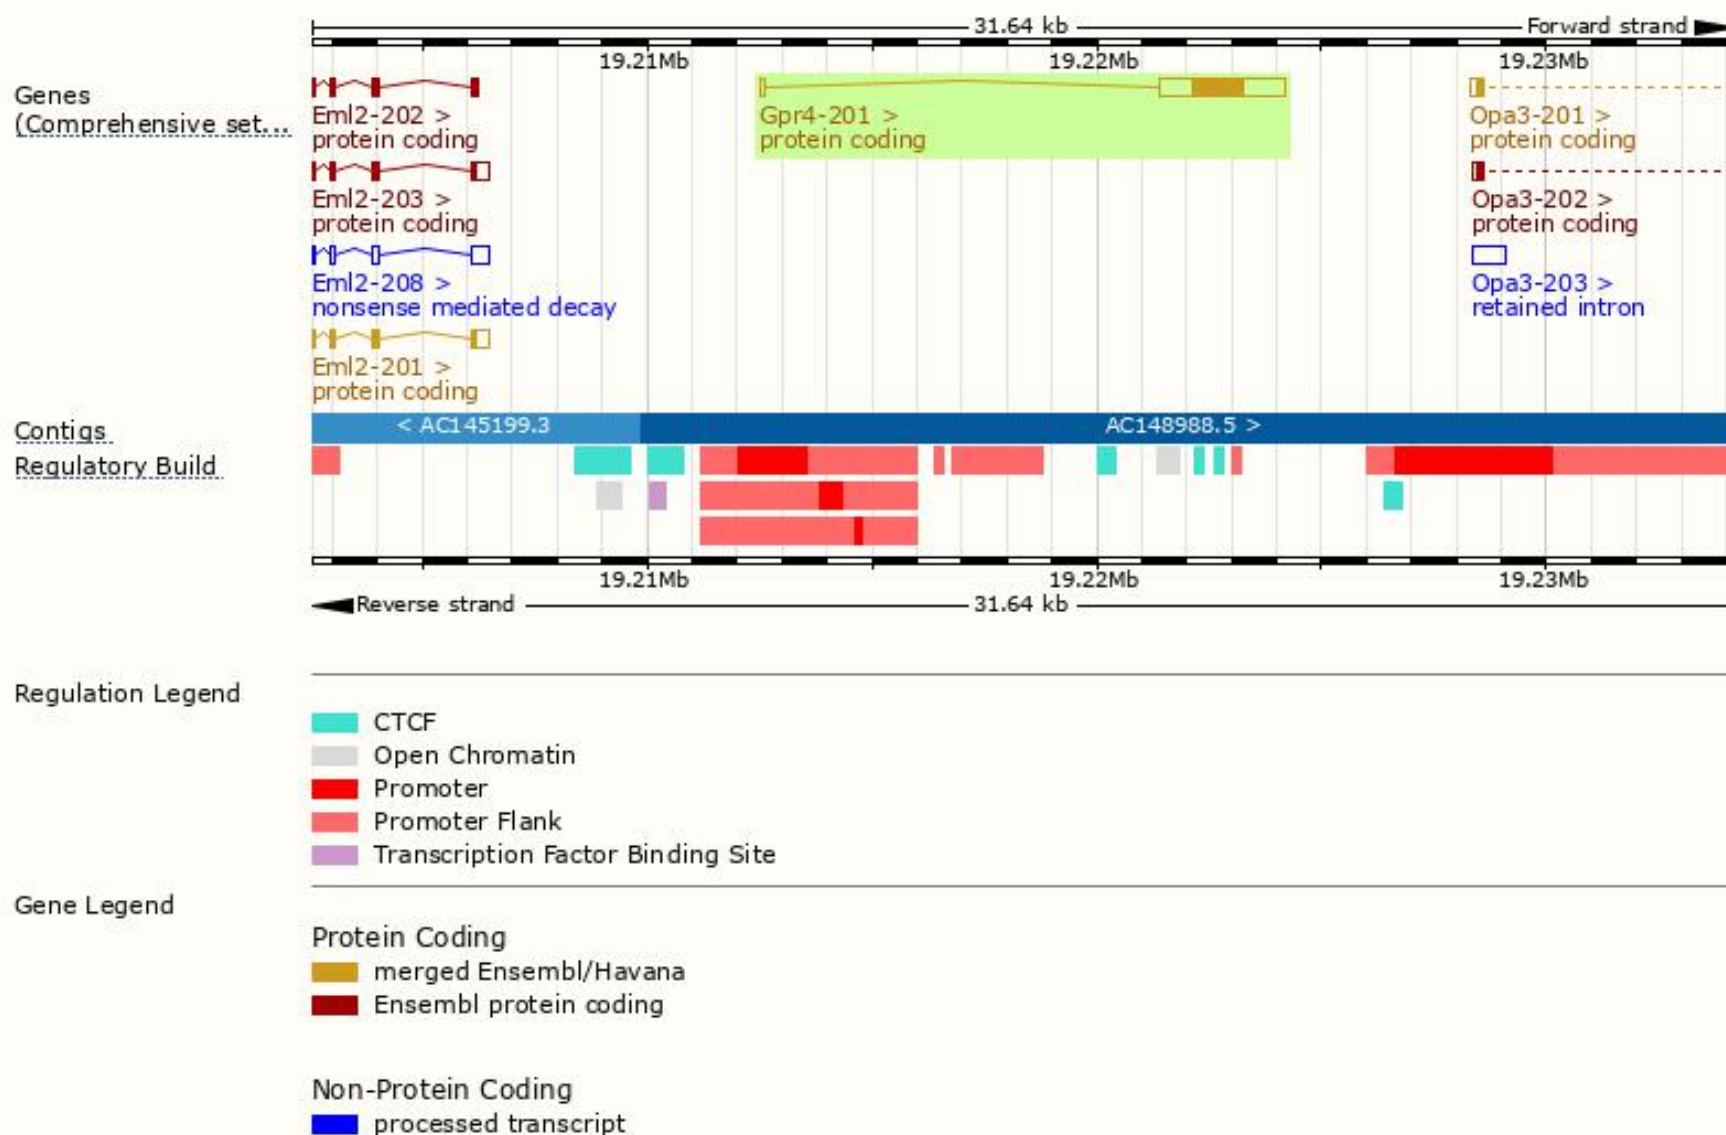 31.64 kb Forward strand
19.21Mb 19.22Mb 19.23Mb
Genes
(Comprehensive set...
Eml2-202 > Gpr4-201 > Opa3-201 >
protein coding protein coding protein coding
Eml2-203 > Opa3-202 >
protein coding protein coding
Eml2-208 > Opa3-203 >
nonsense mediated decay retained intron
Eml2-201 >
protein coding
Contigs < AC145199.3 AC148988.5 >
Regulatory Build
19.21Mb 19.22Mb 19.23Mb
Reverse strand 31.64 kb
Regulation Legend
CTCF
Open Chromatin
Promoter
Promoter Flank
Transcription Factor Binding Site
Gene Legend
Protein Coding
merged Ensembl/Havana
Ensembl protein coding
Non-Protein Coding
processed transcript